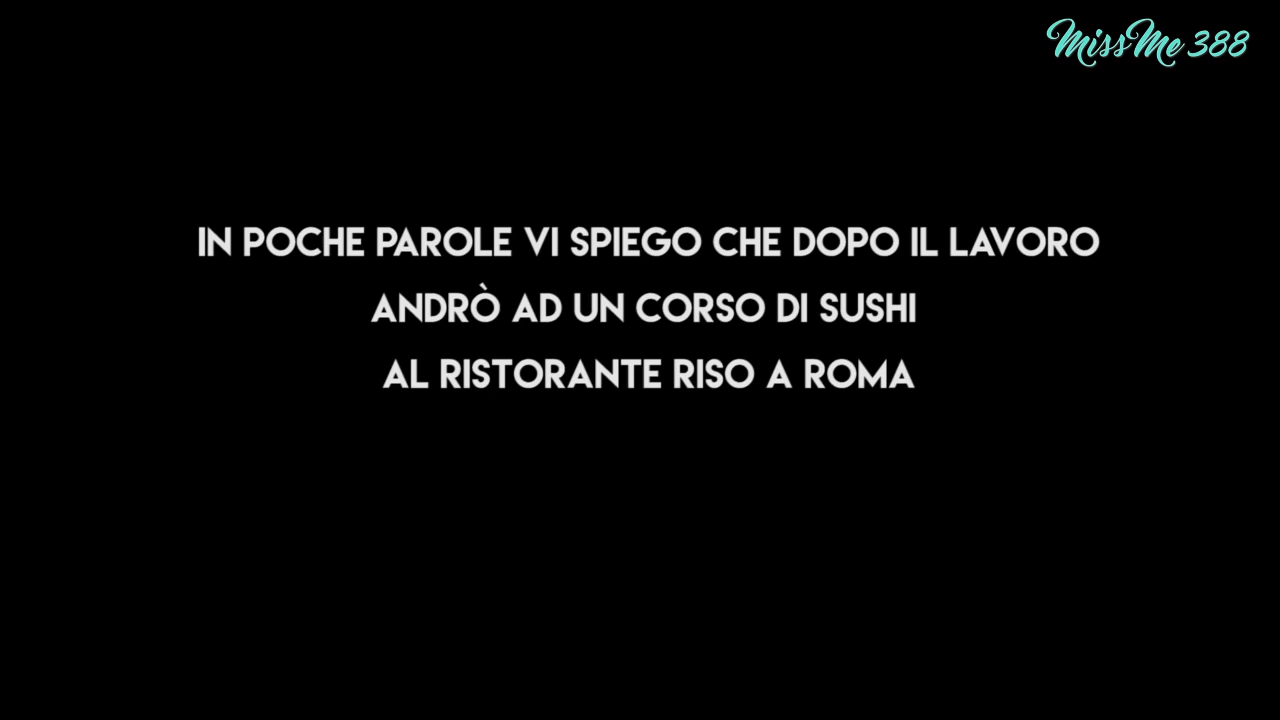 MissMe 388
IN POCHE PAROLE VI SPIEGO CHE DOPO IL LAVORO
ANDRÒ AD UN CORSO DI SUSHI
AL RISTORANTE RISO A ROMA